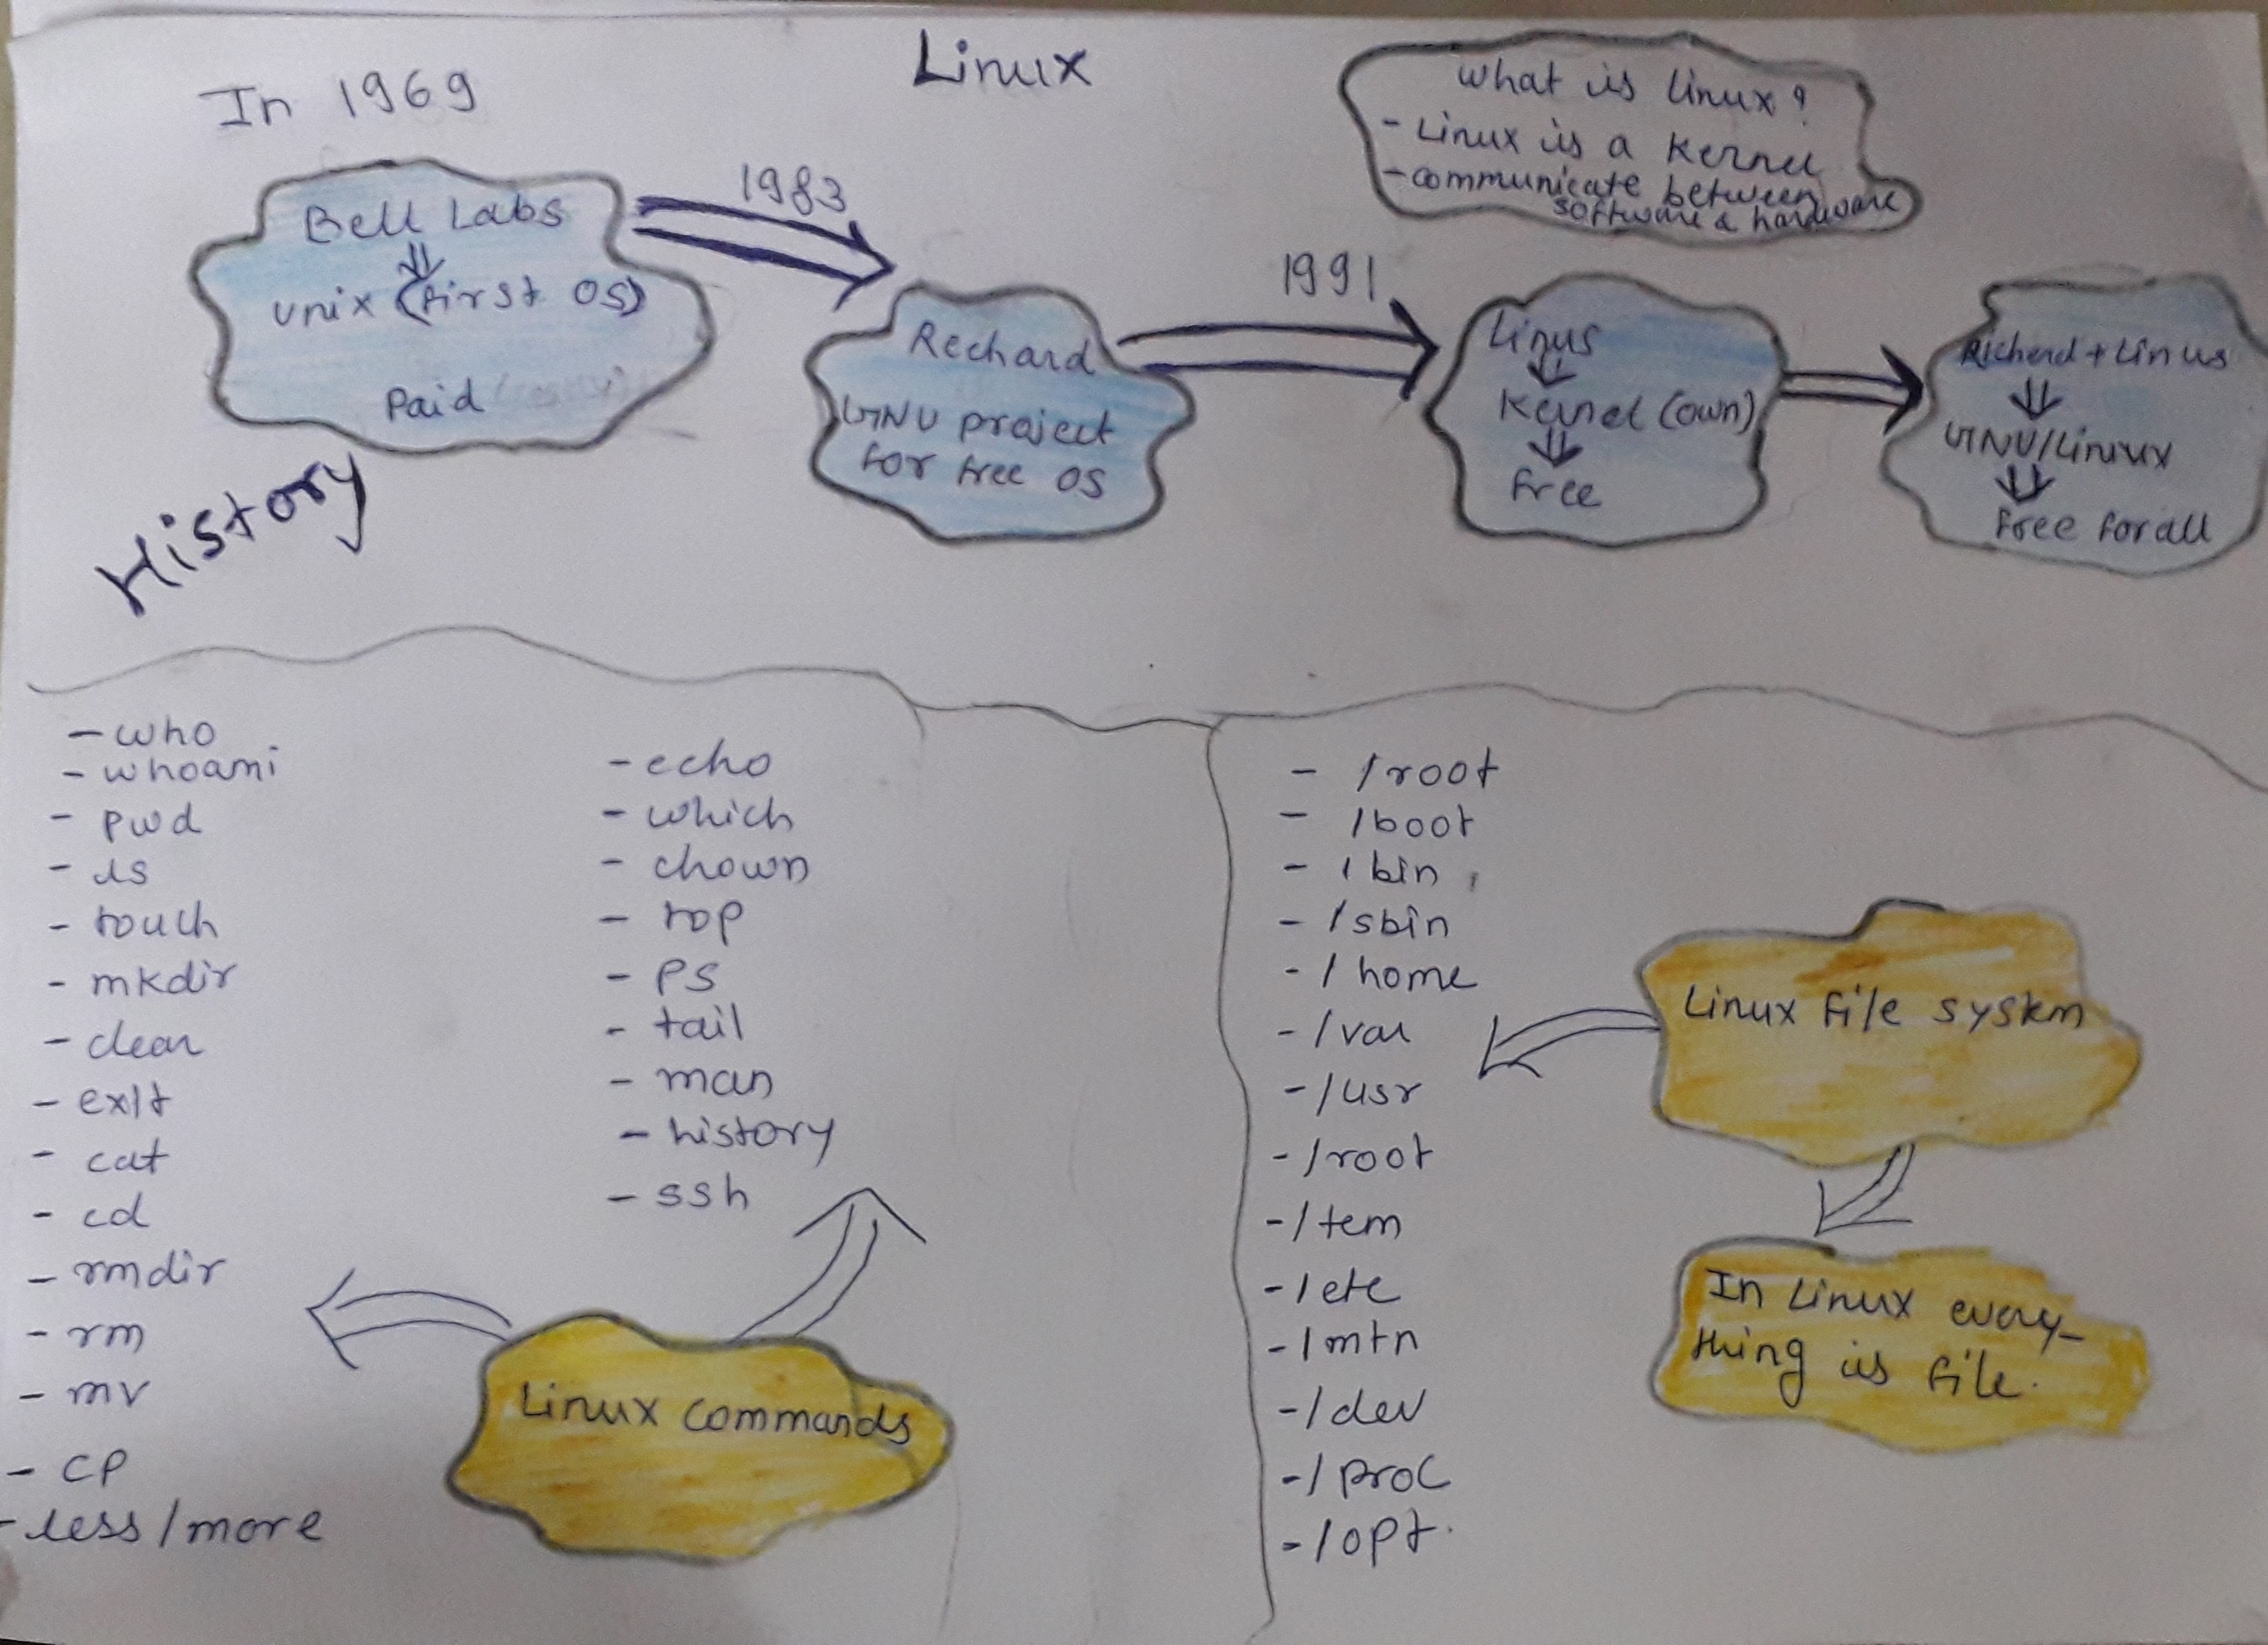 Linux
In 1969
Bell Labs
unix (first OS)
Paid
1983
Rechard
GNU project
for free OS
1991
Linus
Kernel (own)
free
Richard + Linus
GNU/Linux
free for all
What is Linux?
- Linux is a Kernel
- communicate between
software & hardware
History
- who
- whoami
- pwd
- ls
- touch
- mkdir
- clear
- exit
- cat
- cd
- rmdir
- rm
- mv
- cp
- less/more
- echo
- which
- chown
- top
- ps
- tail
- man
- history
- ssh
Linux commands
- /root
- /boot
- /bin
- /sbin
- /home
- /var
- /usr
- /root
- /tem
- /etc
- /mtn
- /dev
- /proc
- /opt.
Linux file system
In Linux every-
thing is file.